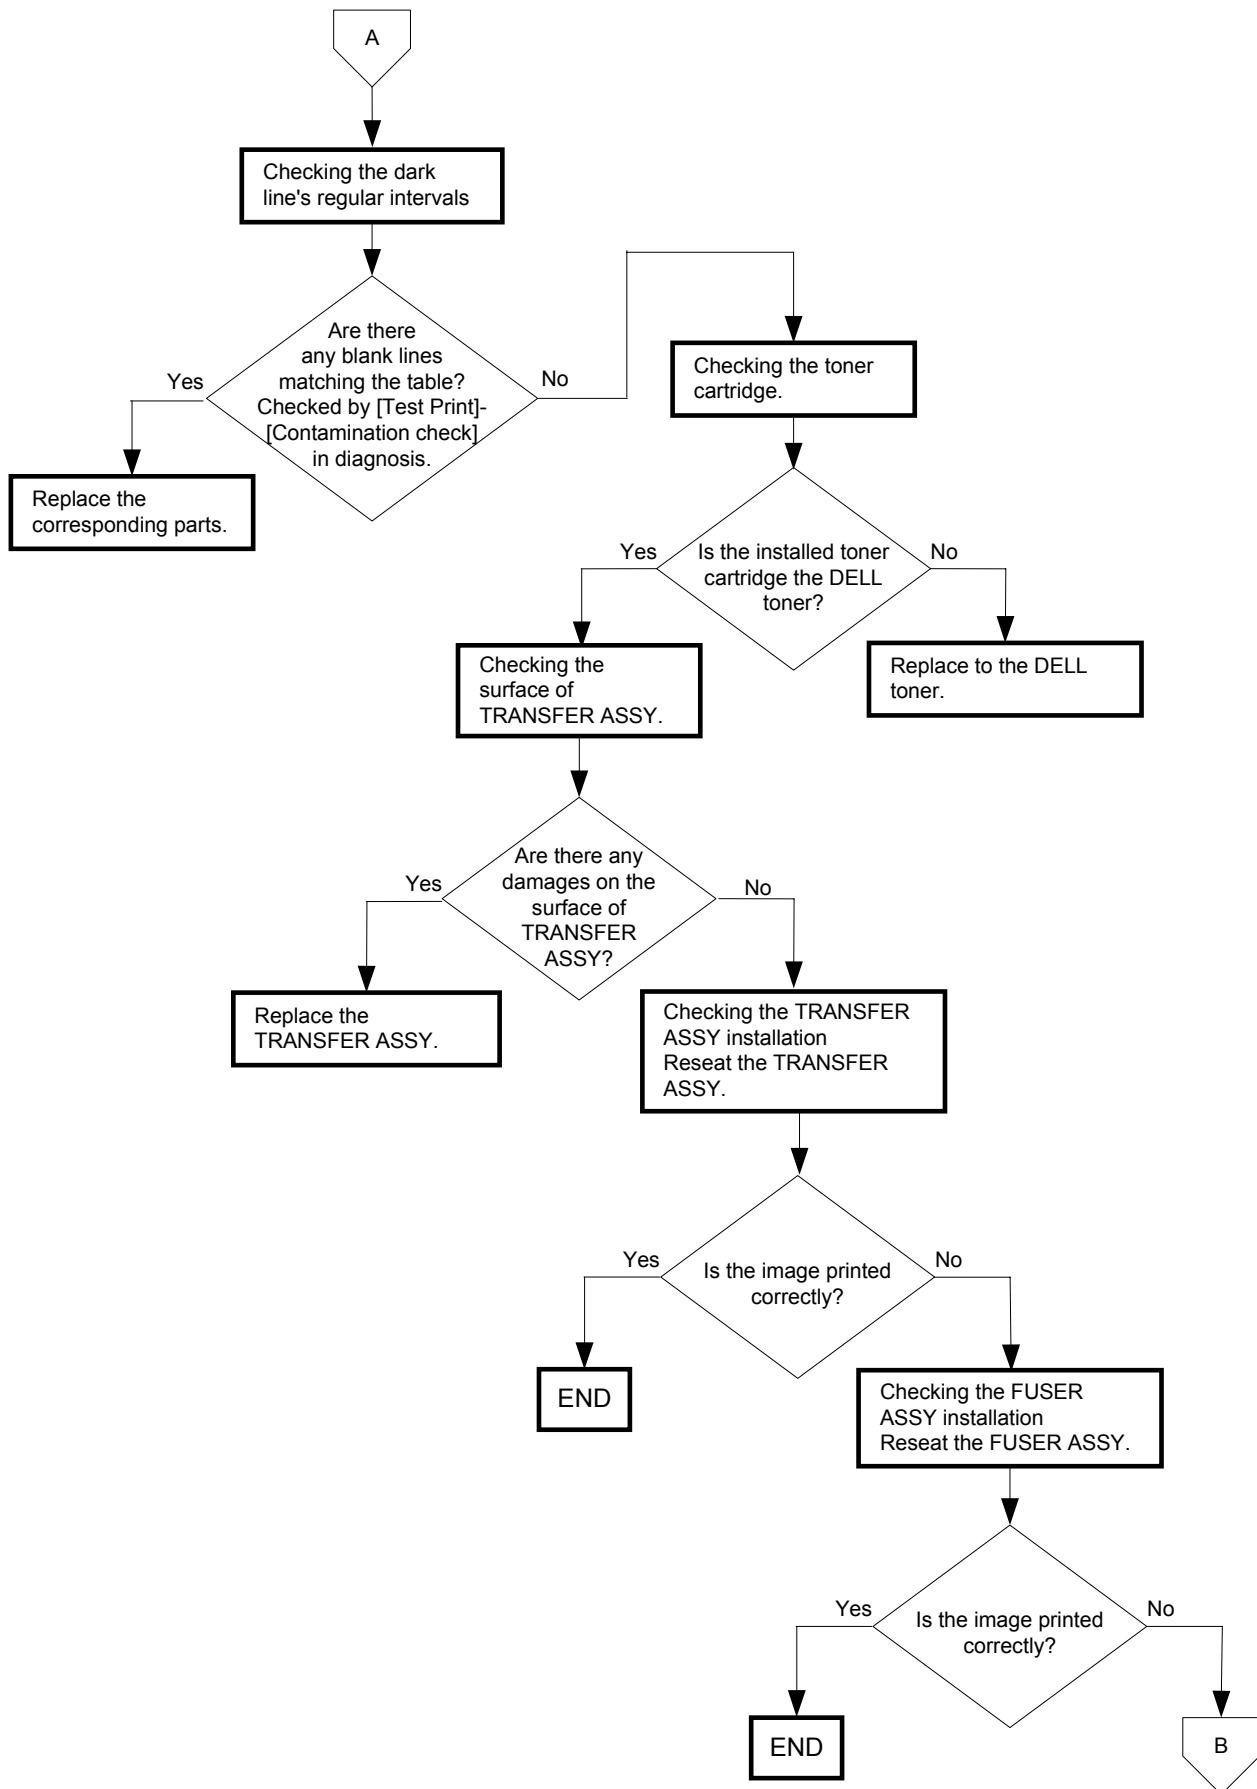 A
Checking the dark
line's regular intervals
Are there
any blank lines
matching the table?
Checked by [Test Print]-
[Contamination check]
in diagnosis.
Yes
No
Replace the
corresponding parts.
Checking the toner
cartridge.
Is the installed toner
cartridge the DELL
toner?
Yes
No
Replace to the DELL
toner.
Checking the
surface of
TRANSFER ASSY.
Are there any
damages on the
surface of
TRANSFER
ASSY?
Yes
No
Replace the
TRANSFER ASSY.
Checking the TRANSFER
ASSY installation
Reseat the TRANSFER
ASSY.
Is the image printed
correctly?
Yes
No
END
Checking the FUSER
ASSY installation
Reseat the FUSER ASSY.
Is the image printed
correctly?
Yes
No
END
B